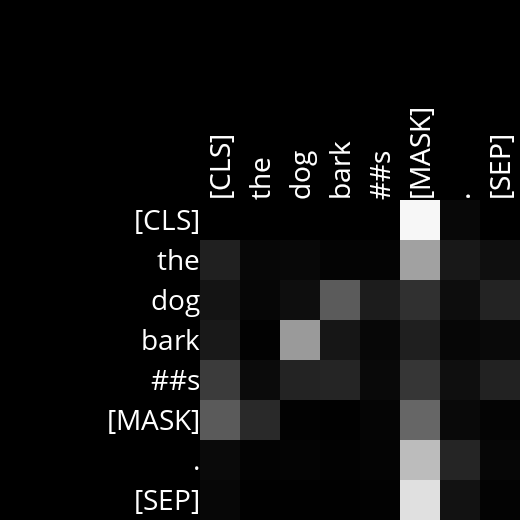 [CLS] the dog bark ##s [MASK] . [SEP]
[CLS]
the
dog
bark
##s
[MASK]
.
[SEP]